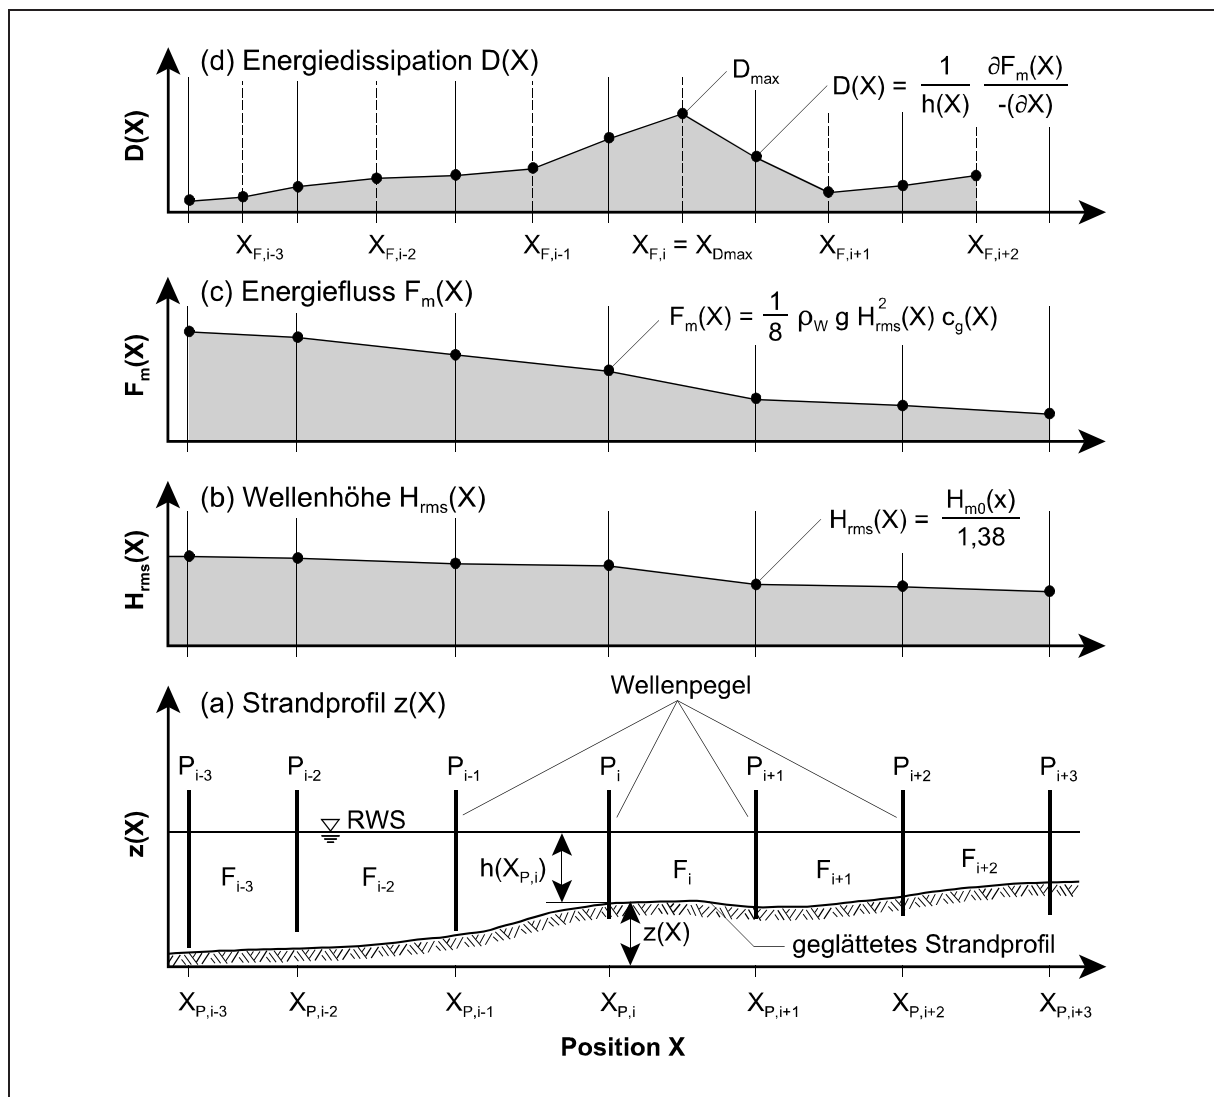 (d) Energiedissipation D(X)
D_max
D(X) = 1/h(X) ∂F_m(X)/-(∂X)
D(X)
X_F,i-3 X_F,i-2 X_F,i-1 X_F,i = X_Dmax X_F,i+1 X_F,i+2
(c) Energiefluss F_m(X)
F_m(X) = 1/8 ρ_W g H_rms^2(X) c_g(X)
F_m(X)
(b) Wellenhöhe H_rms(X)
H_rms(X) = H_m0(x)/1,38
H_rms(X)
Wellenpegel
(a) Strandprofil z(X)
P_i-3 P_i-2 P_i-1 P_i P_i+1 P_i+2 P_i+3
RWS
z(X)
F_i-3 F_i-2 h(X_P,i) F_i F_i+1 F_i+2
z(X)
geglättetes Strandprofil
X_P,i-3 X_P,i-2 X_P,i-1 X_P,i X_P,i+1 X_P,i+2 X_P,i+3
Position X